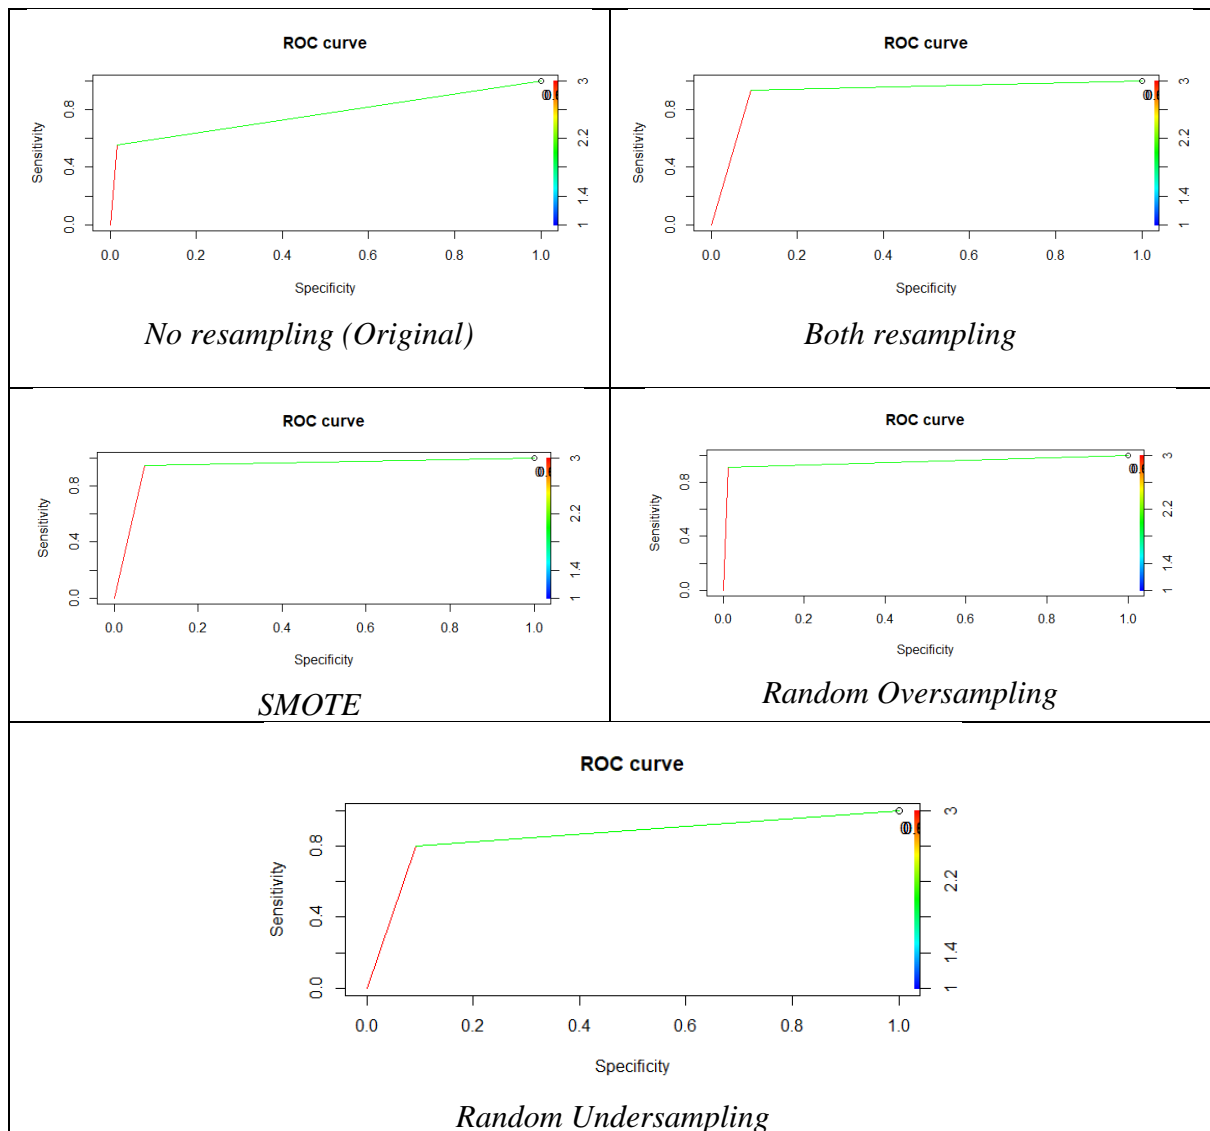 ROC curve
Sensitivity
0.0 0.4 0.8
1 1.4 2.2 3
0.0 0.2 0.4 0.6 0.8 1.0
Specificity
No resampling (Original)
ROC curve
Sensitivity
0.0 0.4 0.8
1 1.4 2.2 3
0.0 0.2 0.4 0.6 0.8 1.0
Specificity
Both resampling
ROC curve
Sensitivity
0.0 0.4 0.8
1 1.4 2.2 3
0.0 0.2 0.4 0.6 0.8 1.0
Specificity
SMOTE
ROC curve
Sensitivity
0.0 0.4 0.8
1 1.4 2.2 3
0.0 0.2 0.4 0.6 0.8 1.0
Specificity
Random Oversampling
ROC curve
Sensitivity
0.0 0.4 0.8
1 1.4 2.2 3
0.0 0.2 0.4 0.6 0.8 1.0
Specificity
Random Undersampling